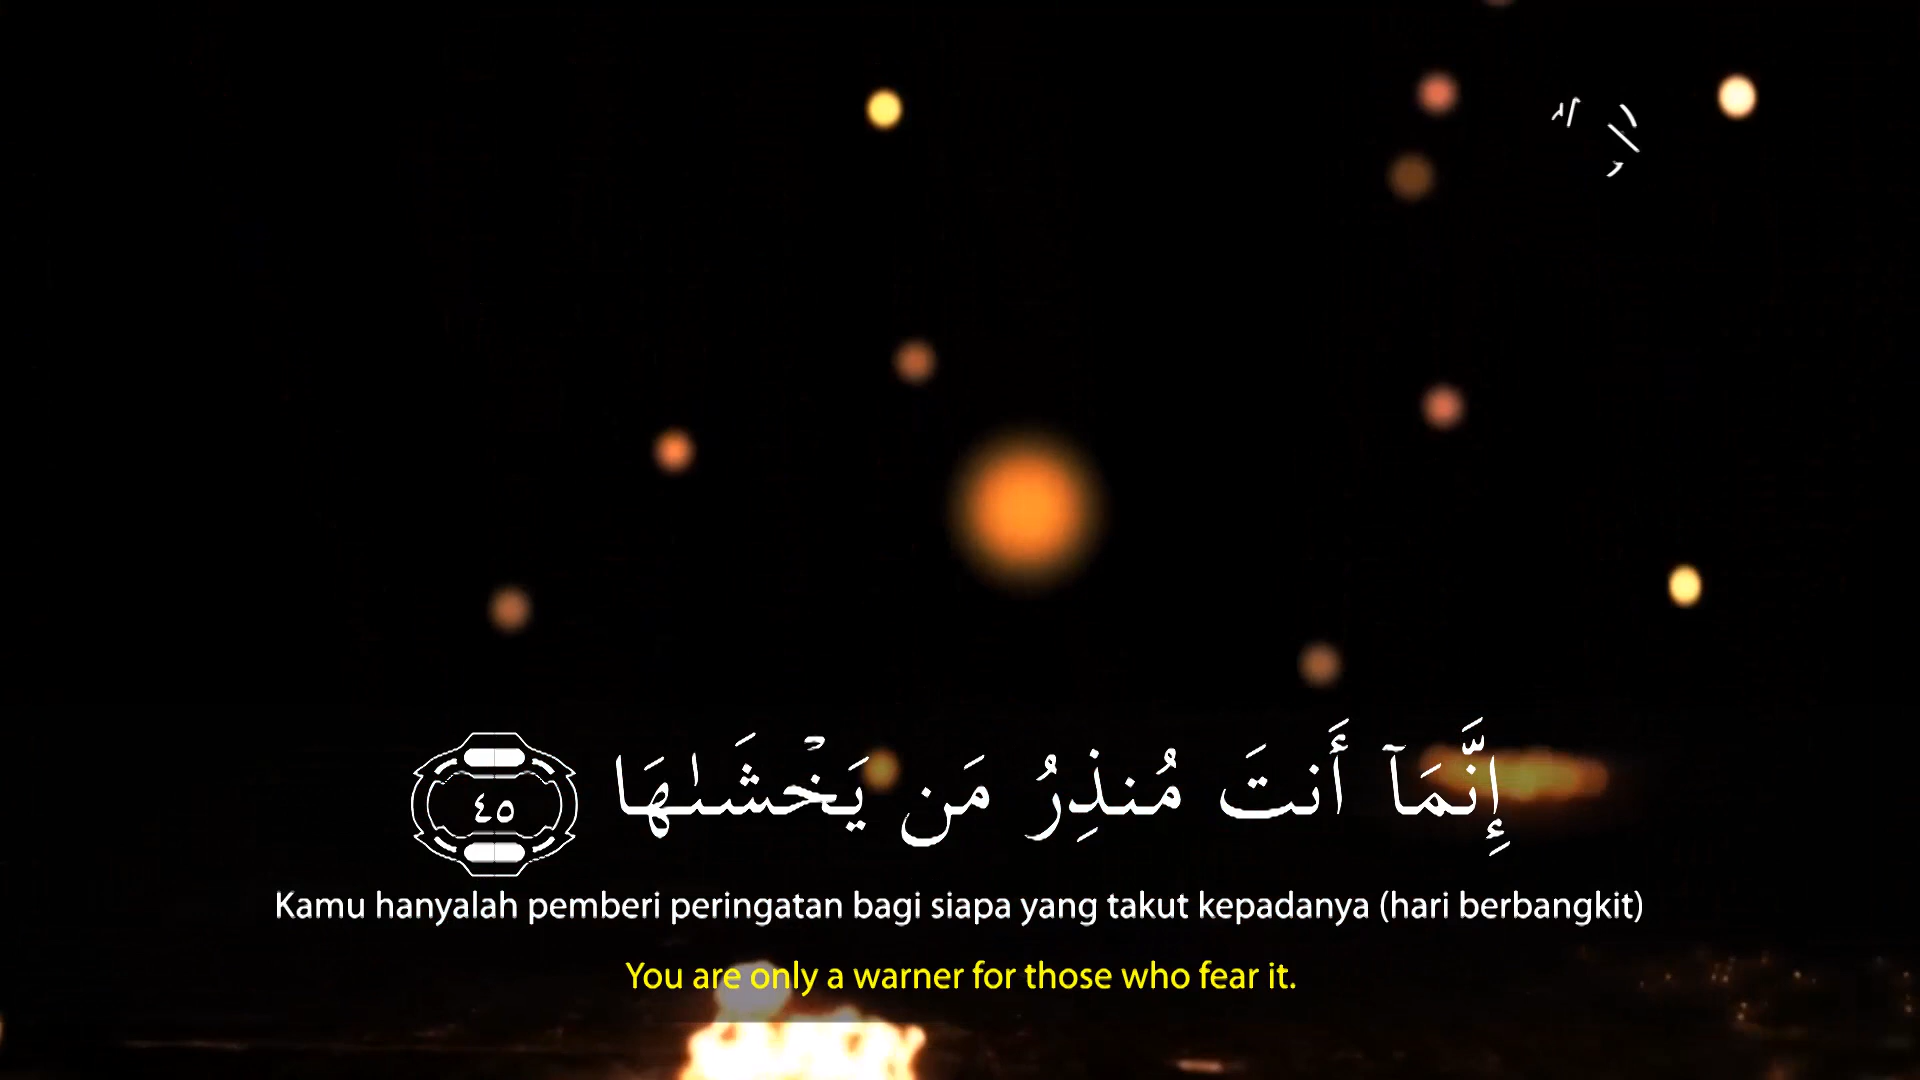 إِنَّمَآ أَنتَ مُنذِرُ مَن يَخْشَىٰهَا ٤٥
Kamu hanyalah pemberi peringatan bagi siapa yang takut kepadanya (hari berbangkit)
You are only a warner for those who fear it.